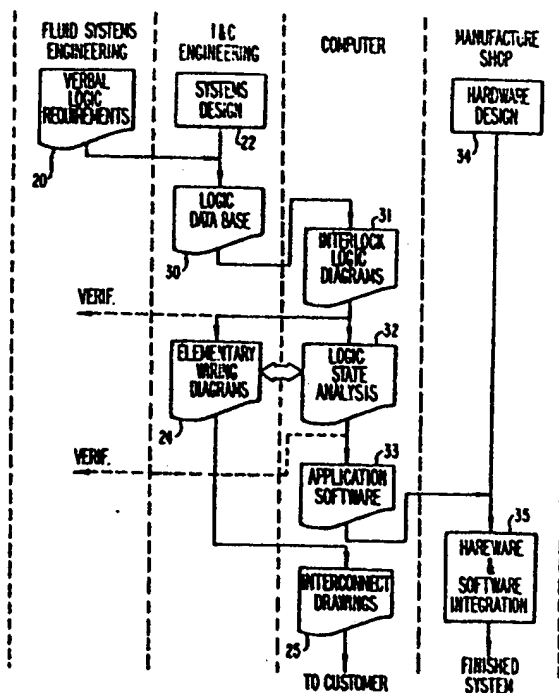 FLUID SYSTEMS
ENGINEERING
I&C
ENGINEERING
COMPUTER
MANUFACTURE
SHOP
VERBAL
LOGIC
REQUIREMENTS
20
SYSTEMS
DESIGN
22
HARDWARE
DESIGN
34
LOGIC
DATA BASE
30
31
INTERLOCK
LOGIC
DIAGRAMS
VERIF.
ELEMENTARY
WIRING
DIAGRAMS
24
32
LOGIC
STATE
ANALYSIS
VERIF.
33
APPLICATION
SOFTWARE
35
HAREWARE
&
SOFTWARE
INTEGRATION
INTERCONNECT
DRAWINGS
25
TO CUSTOMER
FINISHED
SYSTEM